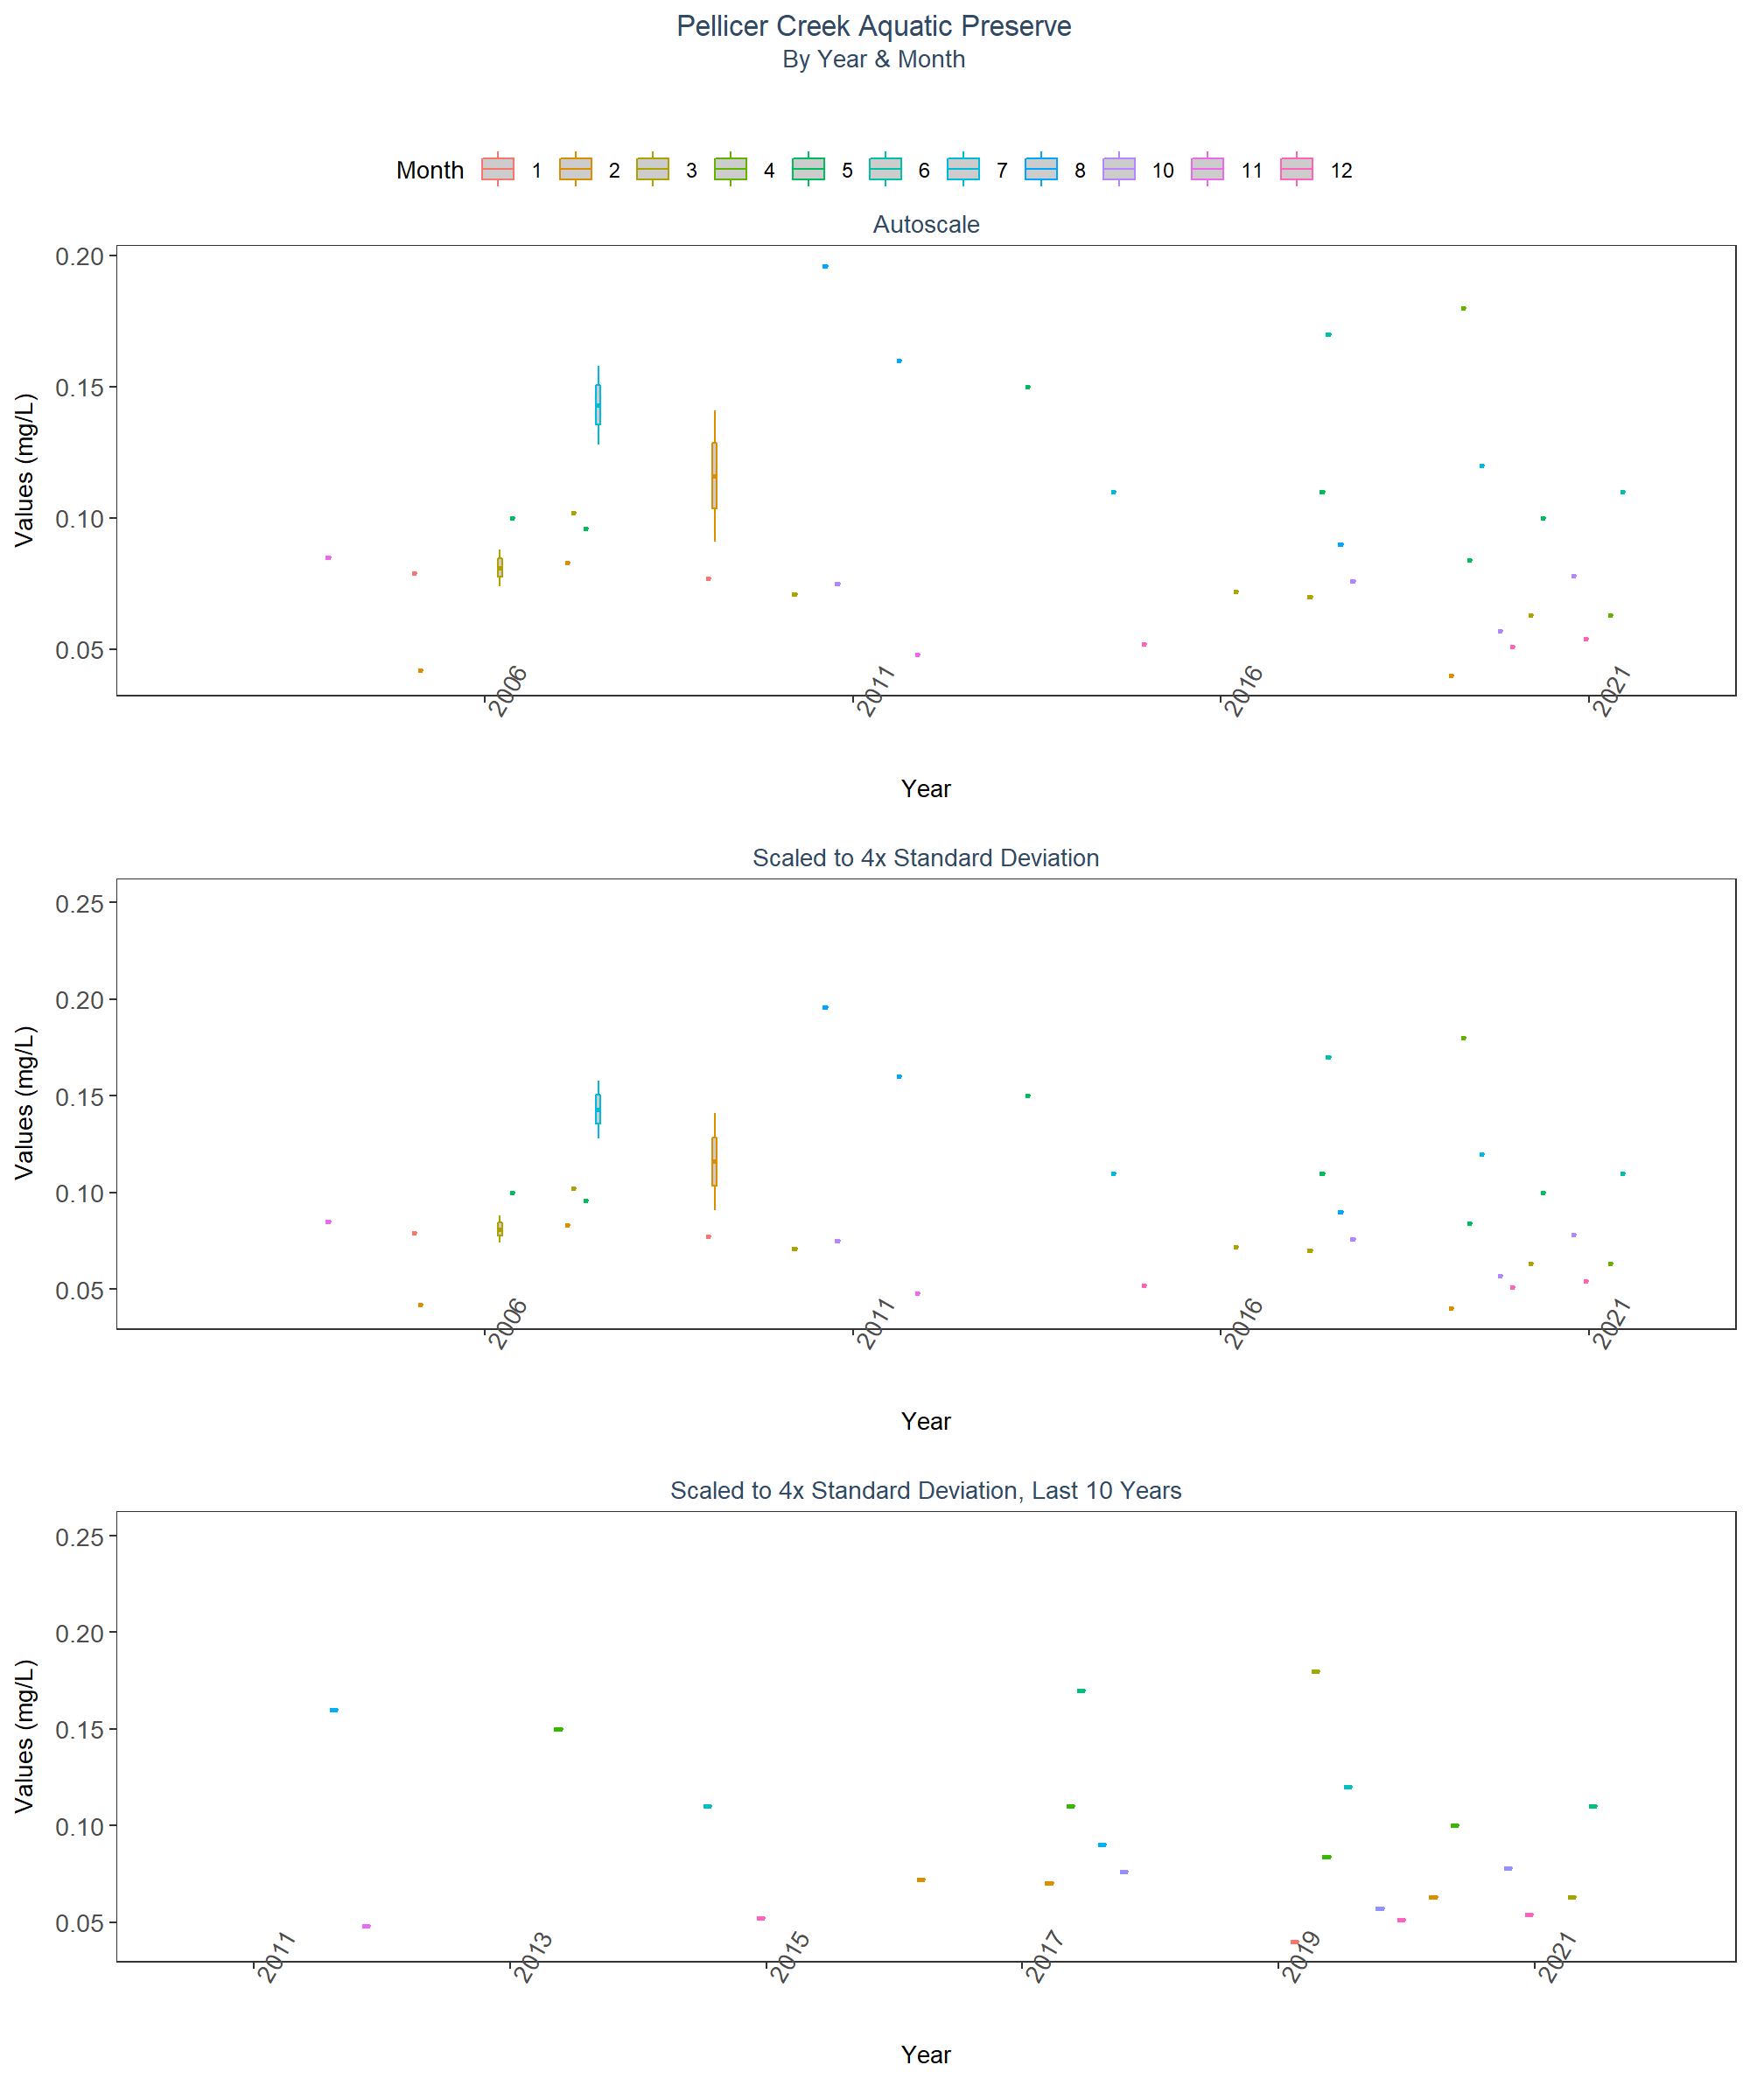 Pellicer Creek Aquatic Preserve
By Year & Month
Month 1 2 3 4 5 6 7 8 10 11 12
Autoscale
0.20
0.15
0.10
0.05
Values (mg/L)
2006 2011 2016 2021
Year
Scaled to 4x Standard Deviation
0.25
0.20
0.15
0.10
0.05
Values (mg/L)
2006 2011 2016 2021
Year
Scaled to 4x Standard Deviation, Last 10 Years
0.25
0.20
0.15
0.10
0.05
Values (mg/L)
2011 2013 2015 2017 2019 2021
Year